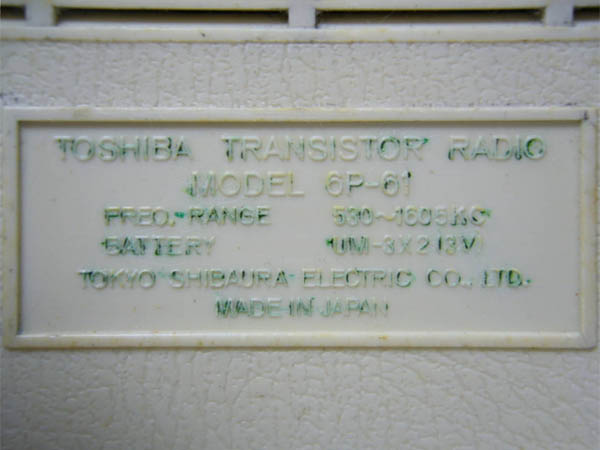 TOSHIBA TRANSISTOR RADIO
MODEL 6P-61
FREQ. RANGE 530~1605KC
BATTERY UM-3X2 (3V)
TOKYO SHIBAURA ELECTRIC CO., LTD.
MADE IN JAPAN